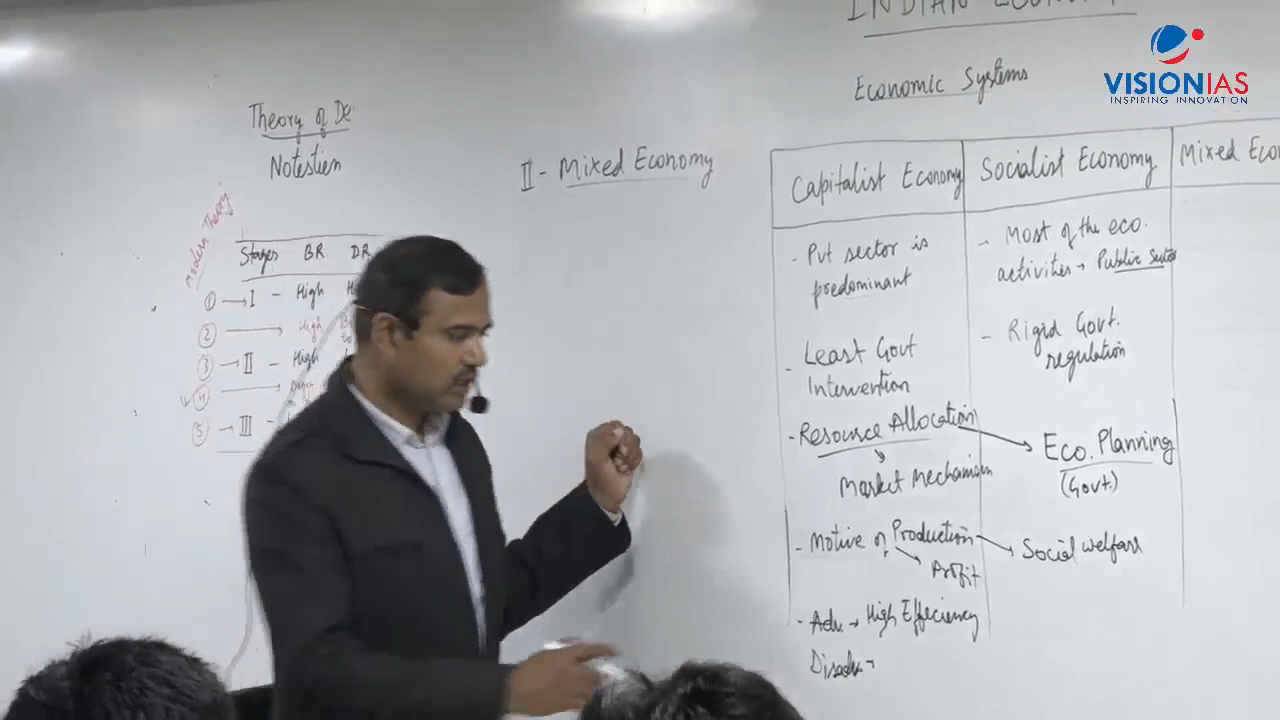 INDIAN
Economic Systems
VISIONIAS
INSPIRING INNOVATION
Theory of De
Notestien
Modern Theory
Stages BR DR
① → I - High
② → High
③ → II - High
④ →
⑤ → III -
II - Mixed Economy
Capitalist Economy
- Pvt sector is
predominant
- Least Govt
Intervention
- Resource Allocation
Market Mechanism
- Motive of Production
Profit
- Adv. → High Effeciency
Disadv. →
Socialist Economy
- Most of the eco.
activities → Public Sector
- Rigid Govt.
regulation
Eco. Planning
(Govt.)
Social welfare
Mixed Eco